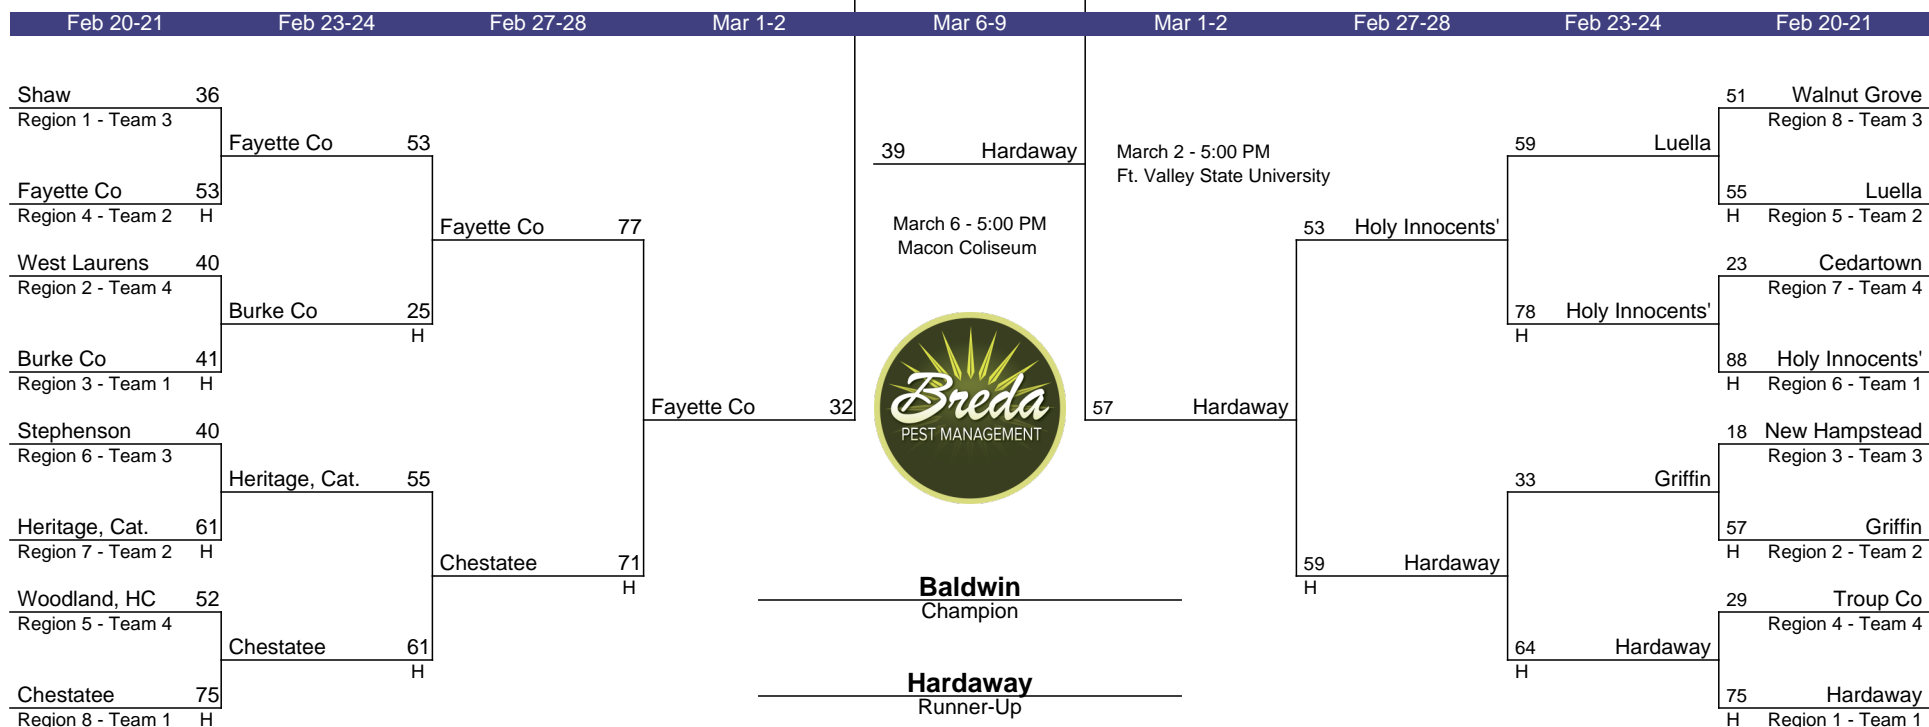 Feb 20-21 Feb 23-24 Feb 27-28 Mar 1-2 Mar 6-9 Mar 1-2 Feb 27-28 Feb 23-24 Feb 20-21
Shaw 36
Region 1 - Team 3
Fayette Co 53
Fayette Co 53
Region 4 - Team 2 H
Fayette Co 77
West Laurens 40
Region 2 - Team 4
Burke Co 25
H
Burke Co 41
Region 3 - Team 1 H
Fayette Co 32
Stephenson 40
Region 6 - Team 3
Heritage, Cat. 55
Heritage, Cat. 61
Region 7 - Team 2 H
Chestatee 71
H
Woodland, HC 52
Region 5 - Team 4
Chestatee 61
H
Chestatee 75
Region 8 - Team 1 H
39 Hardaway
March 6 - 5:00 PM
Macon Coliseum
Breda
PEST MANAGEMENT
Baldwin
Champion
Hardaway
Runner-Up
March 2 - 5:00 PM
Ft. Valley State University
57 Hardaway
53 Holy Innocents'
59 Hardaway
H
59 Luella
78 Holy Innocents'
H
33 Griffin
64 Hardaway
H
51 Walnut Grove
Region 8 - Team 3
55 Luella
H Region 5 - Team 2
23 Cedartown
Region 7 - Team 4
88 Holy Innocents'
H Region 6 - Team 1
18 New Hampstead
Region 3 - Team 3
57 Griffin
H Region 2 - Team 2
29 Troup Co
Region 4 - Team 4
75 Hardaway
H Region 1 - Team 1